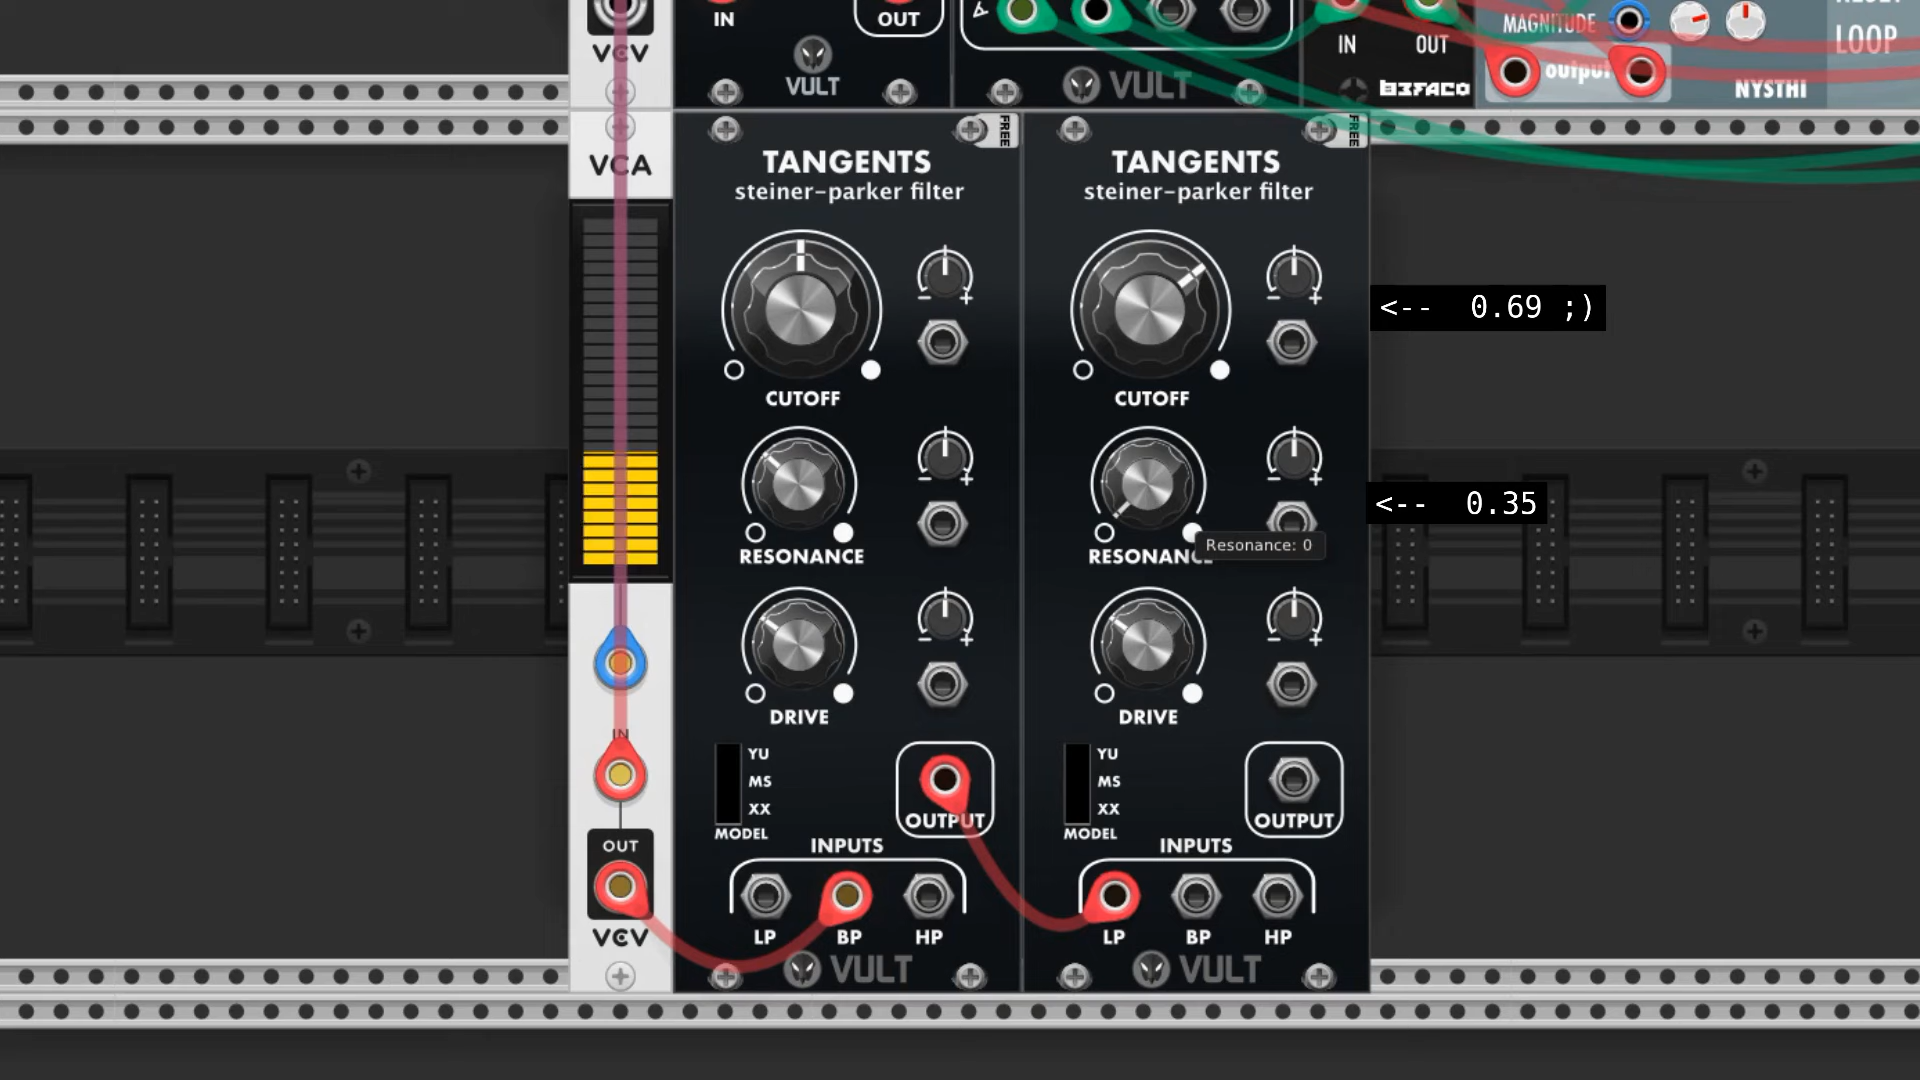 VCV
IN
OUT
VULT
VULT
IN
OUT
BEFACO
MAGNITUDE
output
NYSTHI
LOOP
VCA
IN
OUT
VCV
FREE
TANGENTS
steiner-parker filter
CUTOFF
- +
RESONANCE
- +
DRIVE
- +
YU
MS
XX
MODEL
OUTPUT
INPUTS
LP BP HP
VULT
FREE
TANGENTS
steiner-parker filter
CUTOFF
- +
RESONANCE
- +
Resonance: 0
DRIVE
- +
YU
MS
XX
MODEL
OUTPUT
INPUTS
LP BP HP
VULT
<-- 0.69 ;)
<-- 0.35